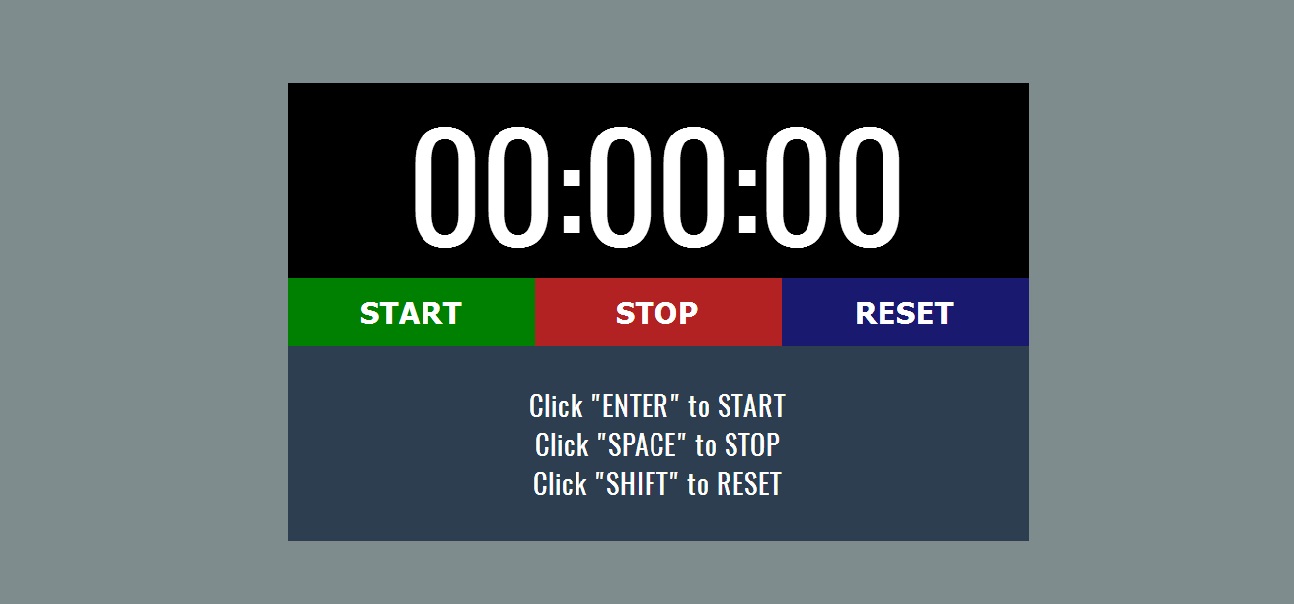 00:00:00
START STOP RESET
Click "ENTER" to START
Click "SPACE" to STOP
Click "SHIFT" to RESET